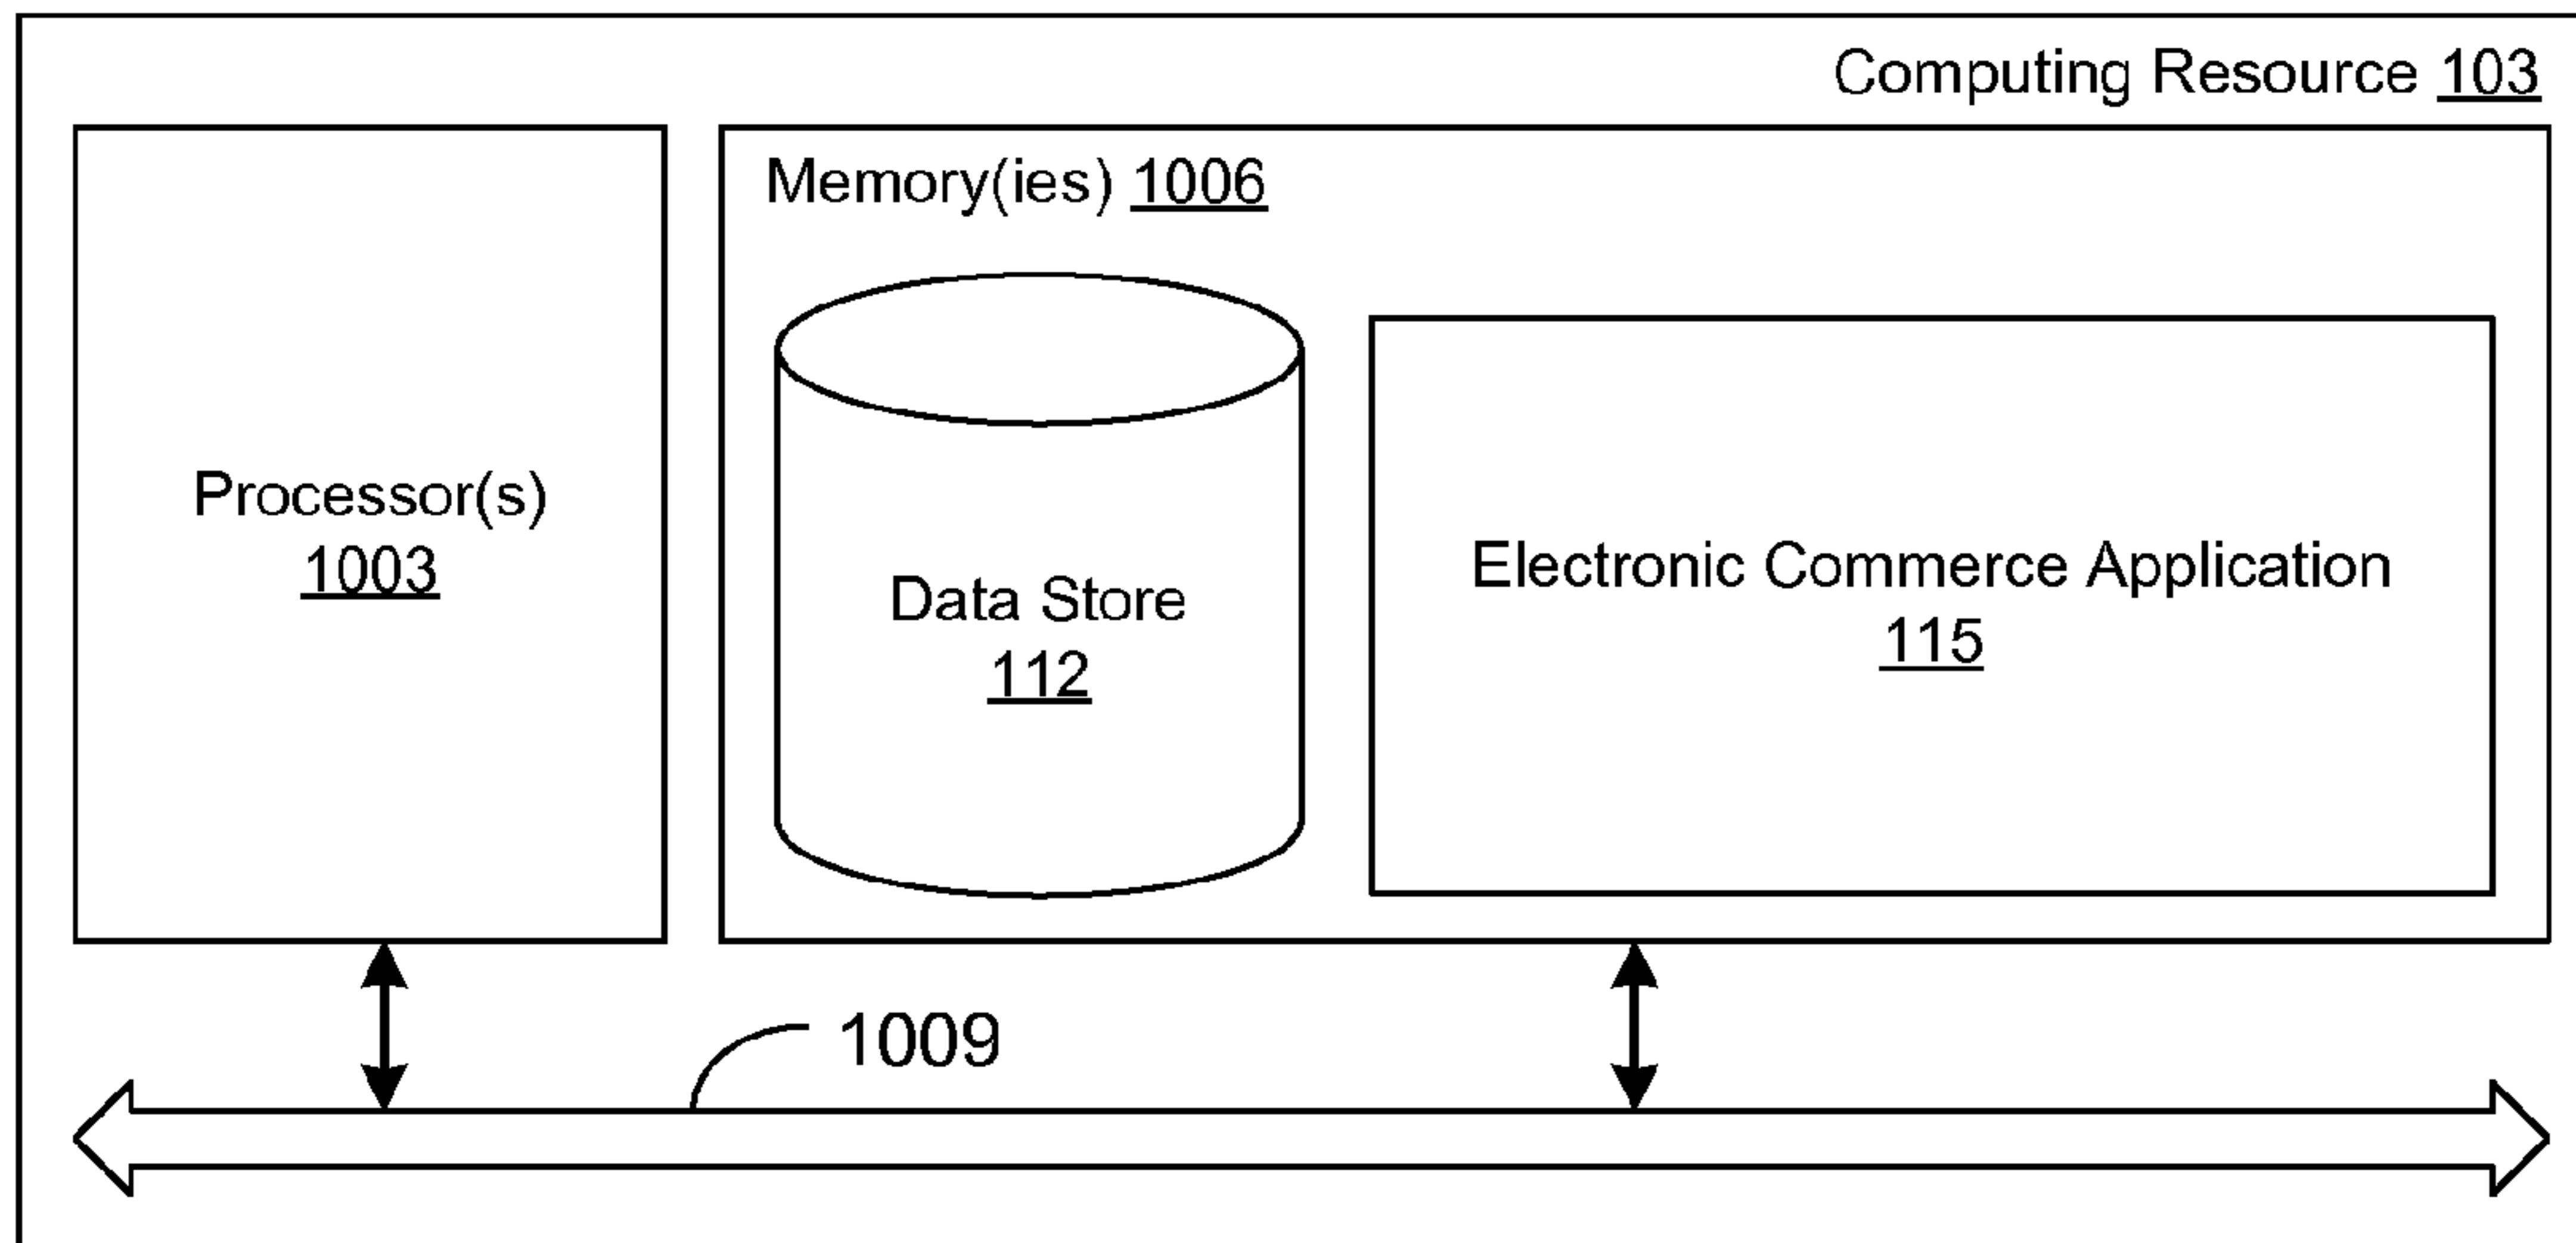 Computing Resource 103
Memory(ies) 1006
Processor(s)
1003
Data Store
112
Electronic Commerce Application
115
1009